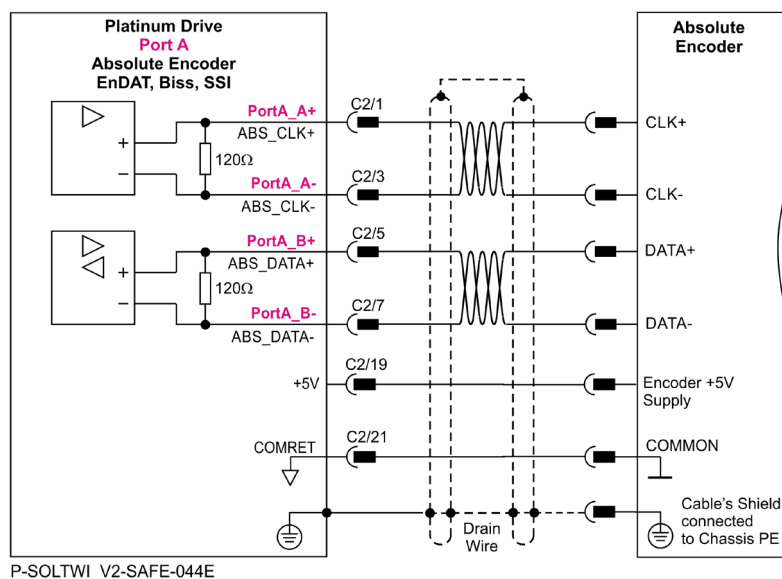 Platinum Drive
Port A
Absolute Encoder
EnDAT, Biss, SSI
Absolute
Encoder
PortA_A+
C2/1
ABS_CLK+
CLK+
+
120Ω
−
PortA_A-
C2/3
ABS_CLK-
CLK-
PortA_B+
C2/5
ABS_DATA+
DATA+
+
120Ω
−
PortA_B-
C2/7
ABS_DATA-
DATA-
C2/19
+5V
Encoder +5V
Supply
C2/21
COMRET
COMMON
Drain
Wire
Cable's Shield
connected
to Chassis PE
P-SOLTWI V2-SAFE-044E